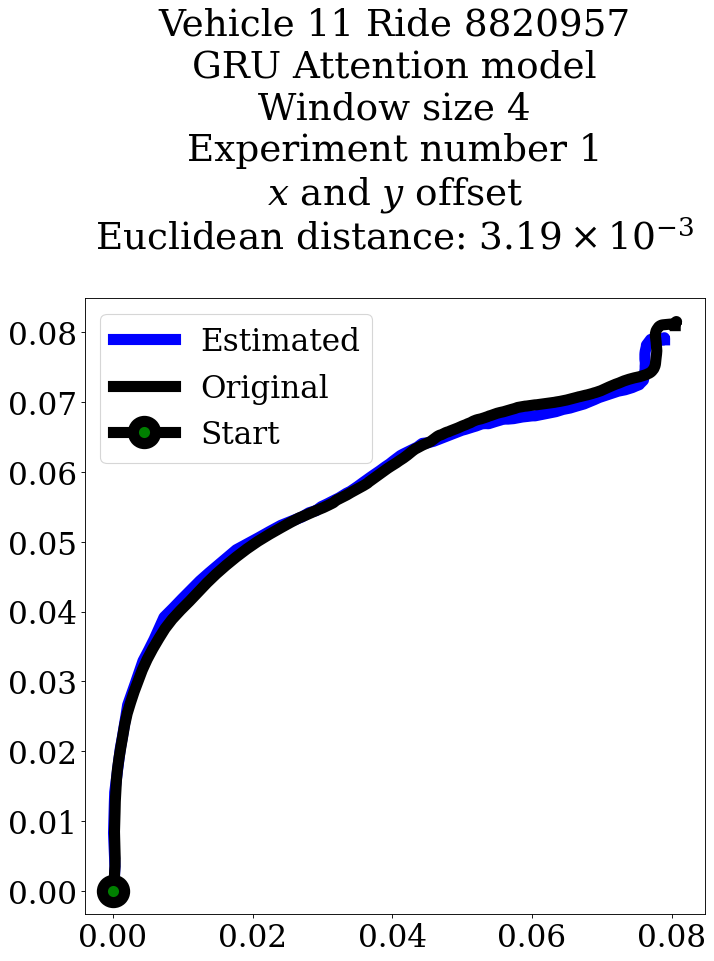 Vehicle 11 Ride 8820957
GRU Attention model
Window size 4
Experiment number 1
x and y offset
Euclidean distance: 3.19 × 10⁻³
Estimated
Original
Start
0.08
0.07
0.06
0.05
0.04
0.03
0.02
0.01
0.00
0.00 0.02 0.04 0.06 0.08